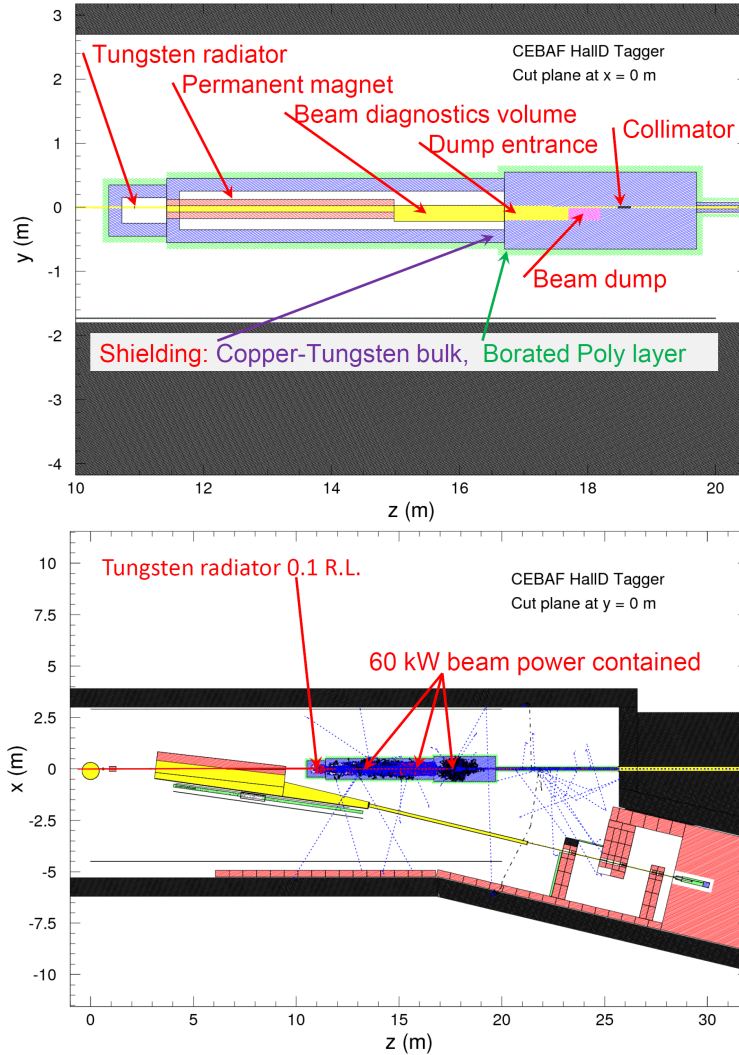 3
2
1
0
-1
-2
-3
-4
y (m)
CEBAF HallD Tagger
Cut plane at x = 0 m
Tungsten radiator
Permanent magnet
Beam diagnostics volume
Dump entrance
Collimator
Beam dump
Shielding: Copper-Tungsten bulk, Borated Poly layer
10 12 14 16 18 20
z (m)
10
7.5
5
2.5
0
-2.5
-5
-7.5
-10
x (m)
Tungsten radiator 0.1 R.L.
CEBAF HallD Tagger
Cut plane at y = 0 m
60 kW beam power contained
0 5 10 15 20 25 30
z (m)